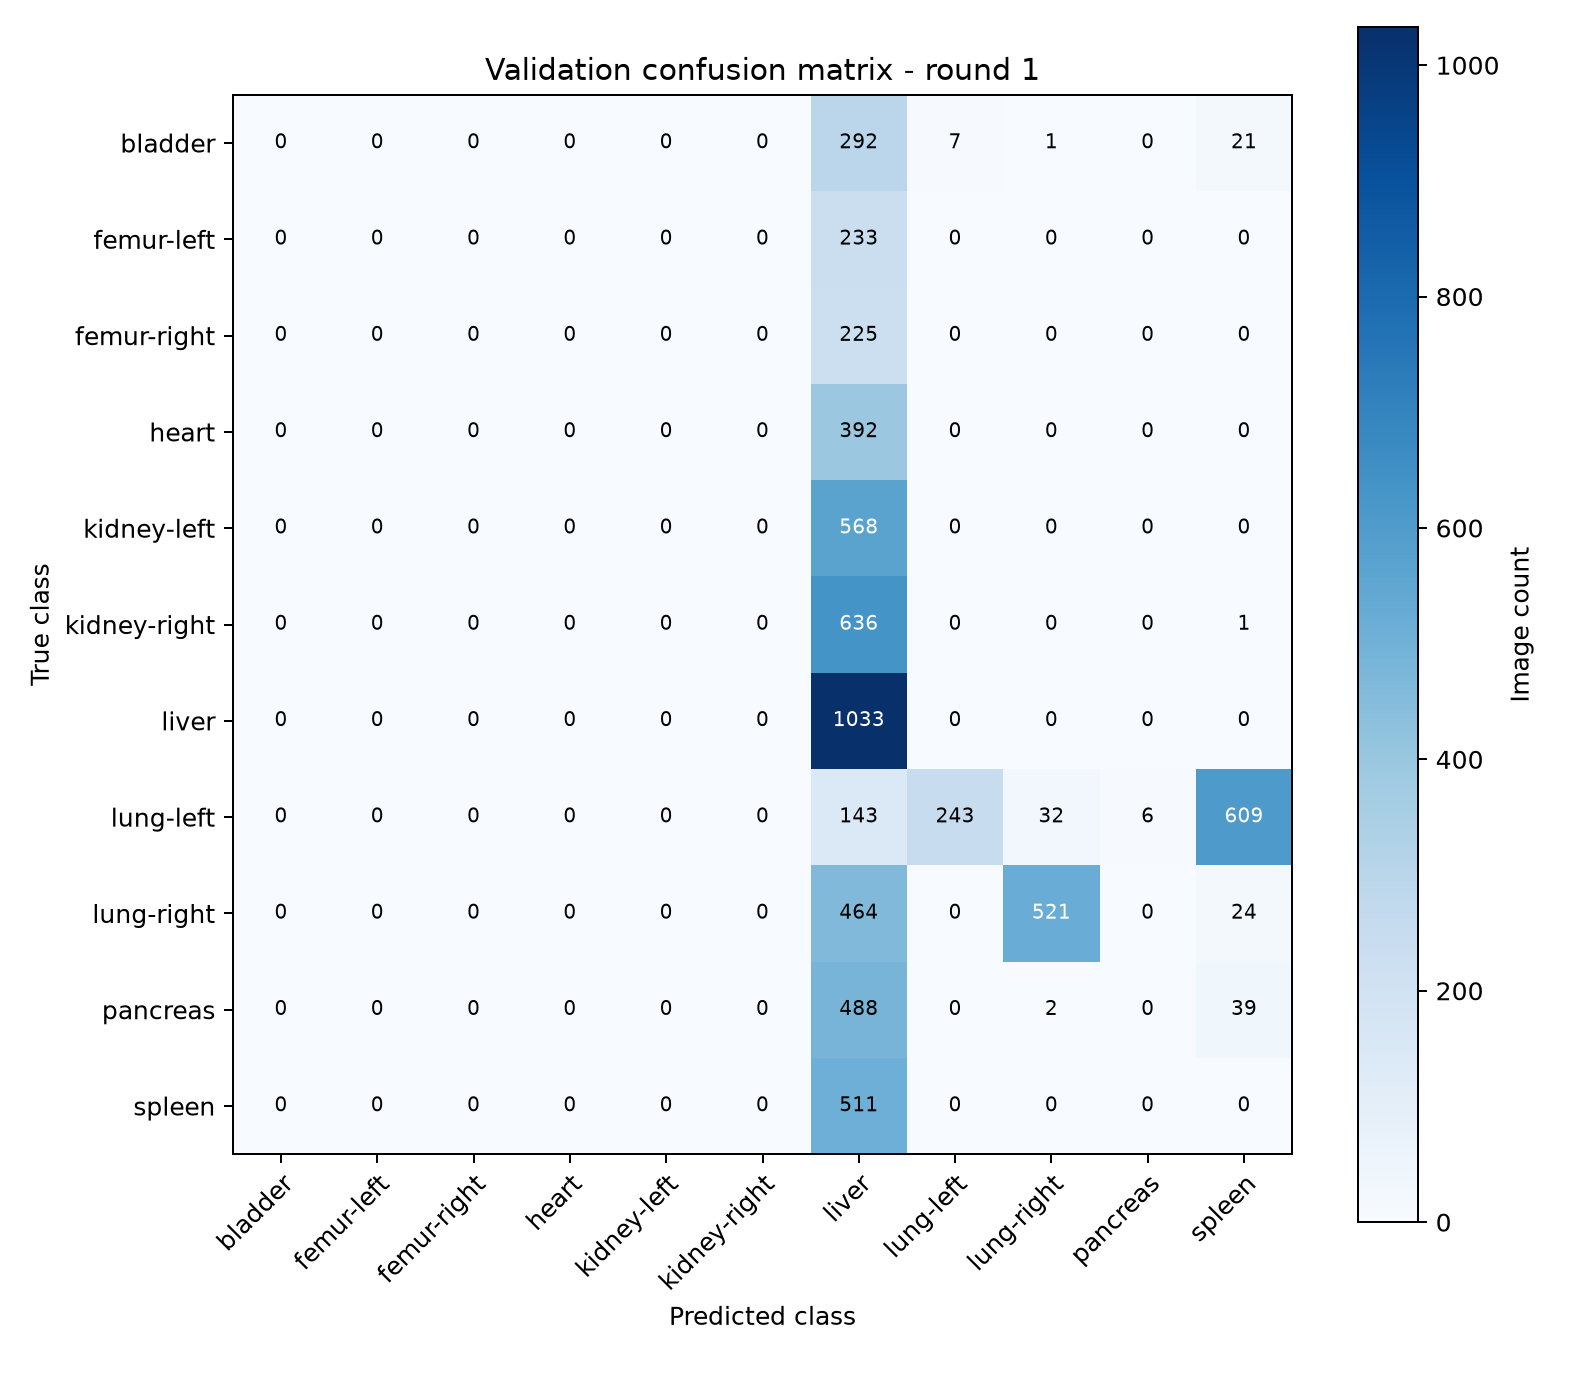 Validation confusion matrix - round 1
bladder 0 0 0 0 0 0 292 7 1 0 21
femur-left 0 0 0 0 0 0 233 0 0 0 0
femur-right 0 0 0 0 0 0 225 0 0 0 0
heart 0 0 0 0 0 0 392 0 0 0 0
kidney-left 0 0 0 0 0 0 568 0 0 0 0
kidney-right 0 0 0 0 0 0 636 0 0 0 1
liver 0 0 0 0 0 0 1033 0 0 0 0
lung-left 0 0 0 0 0 0 143 243 32 6 609
lung-right 0 0 0 0 0 0 464 0 521 0 24
pancreas 0 0 0 0 0 0 488 0 2 0 39
spleen 0 0 0 0 0 0 511 0 0 0 0
True class
bladder femur-left femur-right heart kidney-left kidney-right liver lung-left lung-right pancreas spleen
Predicted class
1000
800
600
400
200
0
Image count